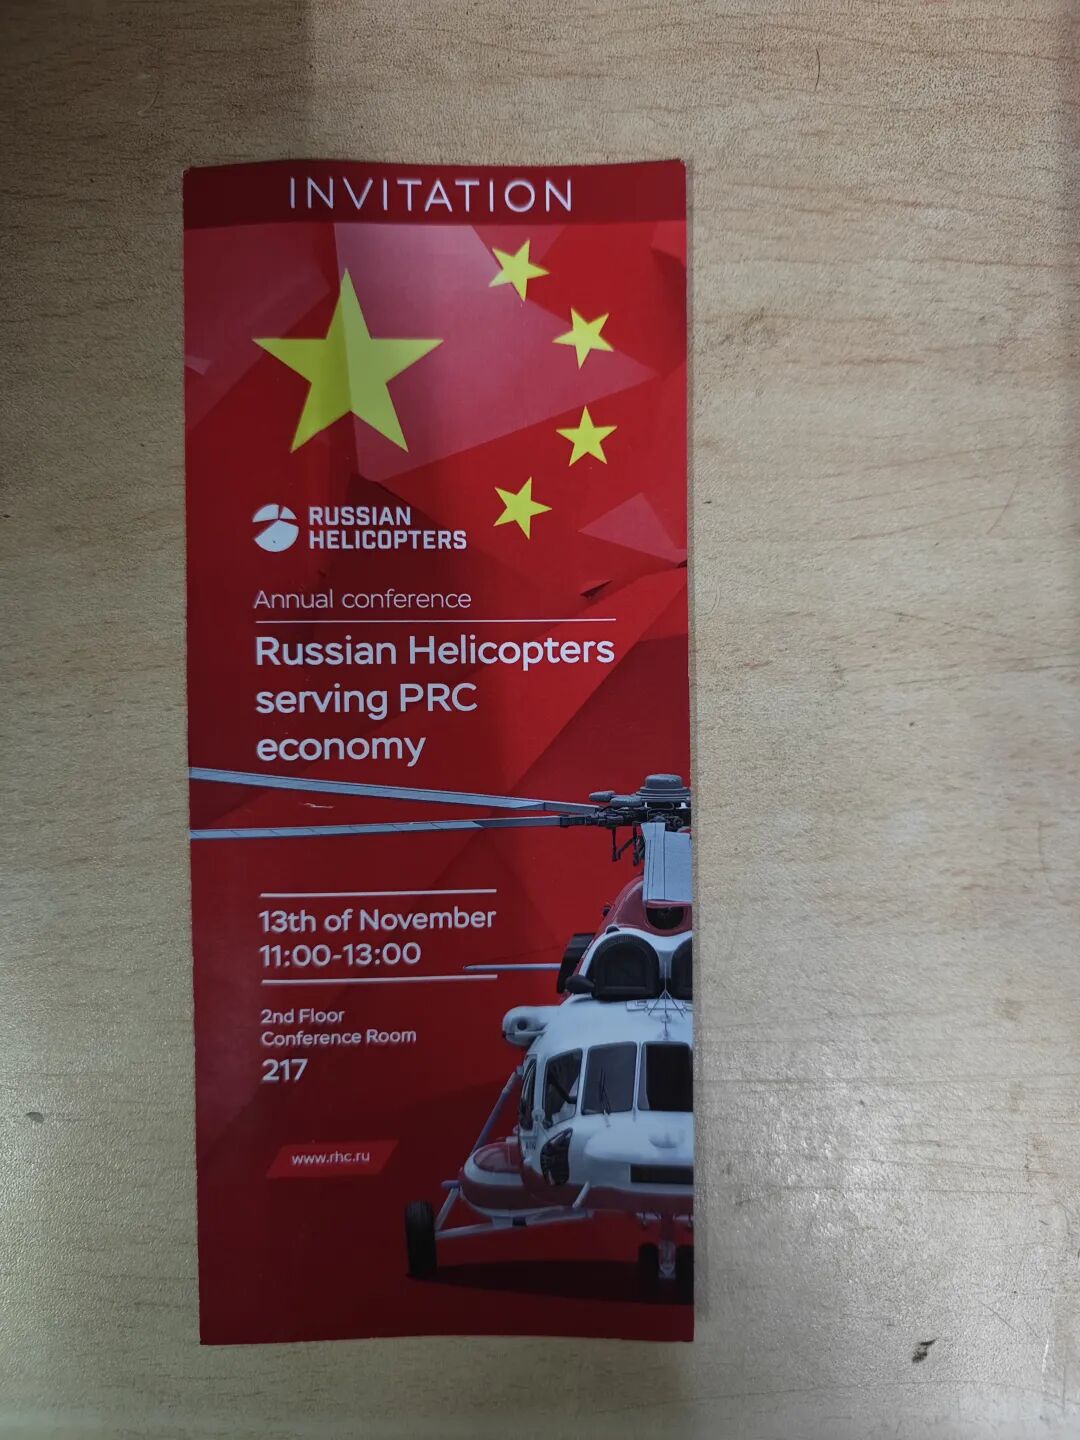 INVITATION
RUSSIAN
HELICOPTERS
Annual conference
Russian Helicopters
serving PRC
economy
13th of November
11:00-13:00
2nd Floor
Conference Room
217
www.rhc.ru